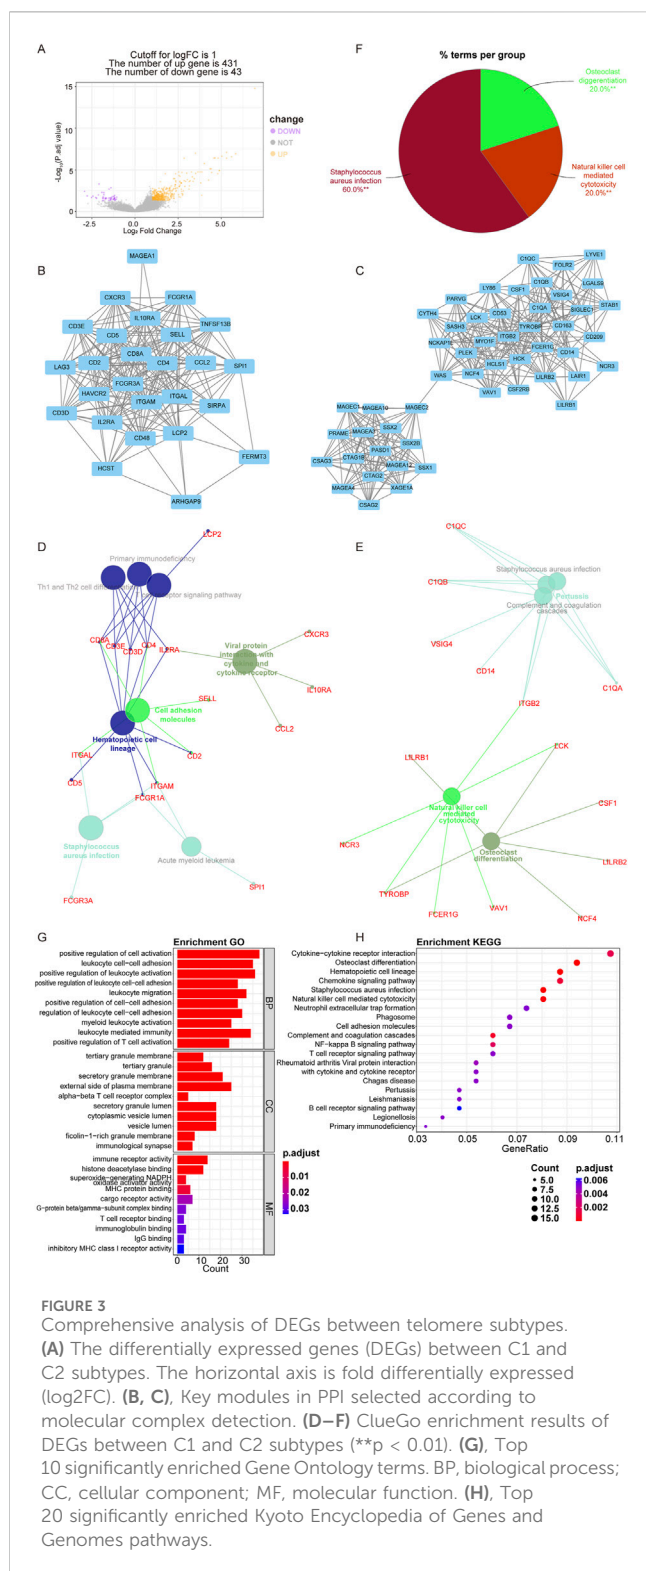 A
Cutoff for logFC is 1
The number of up gene is 431
The number of down gene is 43
-Log₁₀(P.adj value)
15
10
5
0
-2.5
0.0
2.5
5.0
Log₂ Fold Change
change
DOWN
NOT
UP
F
% terms per group
Osteoclast
diggerentiation
20.0%**
Natural killer cell
mediated
cytotoxicity
20.0%**
Staphylococcus
aureus infection
60.0%**
B
MAGEA1
CXCR3
FCGR1A
IL10RA
TNFSF13B
CD3E
CD5
SELL
CD8A
LAG3
CD2
CD4
CCL2
SPI1
FCGR3A
HAVCR2
ITGAL
ITGAM
SIRPA
CD3D
IL2RA
CD48
LCP2
FERMT3
HCST
ARHGAP9
C
LYVE1
C1QC
FOLR2
C1QB
LGALS9
LY86
CSF1
VSIG4
PARVG
STAB1
C1QA
SIGLEC1
CYTH4
LCK
CD53
TYROBP
SASH3
CD163
ITGB2
CD209
MYO1F
NCKAP1L
FCER1G
PLEK
CD14
HCK
NCR3
HCLS1
LILRB2
LAIR1
WAS
NCF4
VAV1
CSF2RB
LILRB1
MAGEC1
MAGEA10
MAGEC2
SSX2
PRAME
MAGEA3
SSX2B
PASD1
CTAG1B
CSAG3
MAGEA12
SSX1
CTAG2
MAGEA4
XAGE1A
CSAG2
D
LCP2
Primary immunodeficiency
Th1 and Th2 cell differentiation
receptor signaling pathway
CD8A
CD3E
CD3D
CD4
IL2RA
CXCR3
Viral protein
interaction with
cytokine and
cytokine receptor
IL10RA
SELL
CCL2
Cell adhesion
molecules
Hematopoietic cell
lineage
ITGAL
CD2
CD5
ITGAM
FCGR1A
Staphylococcus
aureus infection
Acute myeloid leukemia
FCGR3A
SPI1
E
C1QC
Staphylococcus aureus infection
C1QB
Pertussis
Complement and coagulation
cascades
VSIG4
CD14
C1QA
ITGB2
LILRB1
LCK
Natural killer cell
mediated
cytotoxicity
CSF1
NCR3
Osteoclast
differentiation
LILRB2
TYROBP
FCER1G
VAV1
NCF4
G
Enrichment GO
positive regulation of cell activation
leukocyte cell−cell adhesion
positive regulation of leukocyte activation
positive regulation of leukocyte cell−cell adhesion
leukocyte migration
positive regulation of cell−cell adhesion
regulation of leukocyte cell−cell adhesion
myeloid leukocyte activation
leukocyte mediated immunity
positive regulation of T cell activation
BP
tertiary granule membrane
tertiary granule
secretory granule membrane
external side of plasma membrane
alpha−beta T cell receptor complex
secretory granule lumen
cytoplasmic vesicle lumen
vesicle lumen
ficolin−1−rich granule membrane
immunological synapse
CC
immune receptor activity
histone deacetylase binding
superoxide-generating NADPH
oxidase activator activity
MHC protein binding
cargo receptor activity
G−protein beta/gamma−subunit complex binding
T cell receptor binding
immunoglobulin binding
IgG binding
inhibitory MHC class I receptor activity
MF
0 10 20 30
Count
p.adjust
0.01
0.02
0.03
H
Enrichment KEGG
Cytokine−cytokine receptor interaction
Osteoclast differentiation
Hematopoietic cell lineage
Chemokine signaling pathway
Staphylococcus aureus infection
Natural killer cell mediated cytotoxicity
Neutrophil extracellular trap formation
Phagosome
Cell adhesion molecules
Complement and coagulation cascades
NF−kappa B signaling pathway
T cell receptor signaling pathway
Rheumatoid arthritis Viral protein interaction
with cytokine and cytokine receptor
Chagas disease
Pertussis
Leishmaniasis
B cell receptor signaling pathway
Legionellosis
Primary immunodeficiency
0.03 0.05 0.07 0.09 0.11
GeneRatio
Count
5.0
7.5
10.0
12.5
15.0
p.adjust
0.006
0.004
0.002
FIGURE 3
Comprehensive analysis of DEGs between telomere subtypes.
(A) The differentially expressed genes (DEGs) between C1 and
C2 subtypes. The horizontal axis is fold differentially expressed
(log2FC). (B, C), Key modules in PPI selected according to
molecular complex detection. (D–F) ClueGo enrichment results of
DEGs between C1 and C2 subtypes (**p < 0.01). (G), Top
10 significantly enriched Gene Ontology terms. BP, biological process;
CC, cellular component; MF, molecular function. (H), Top
20 significantly enriched Kyoto Encyclopedia of Genes and
Genomes pathways.